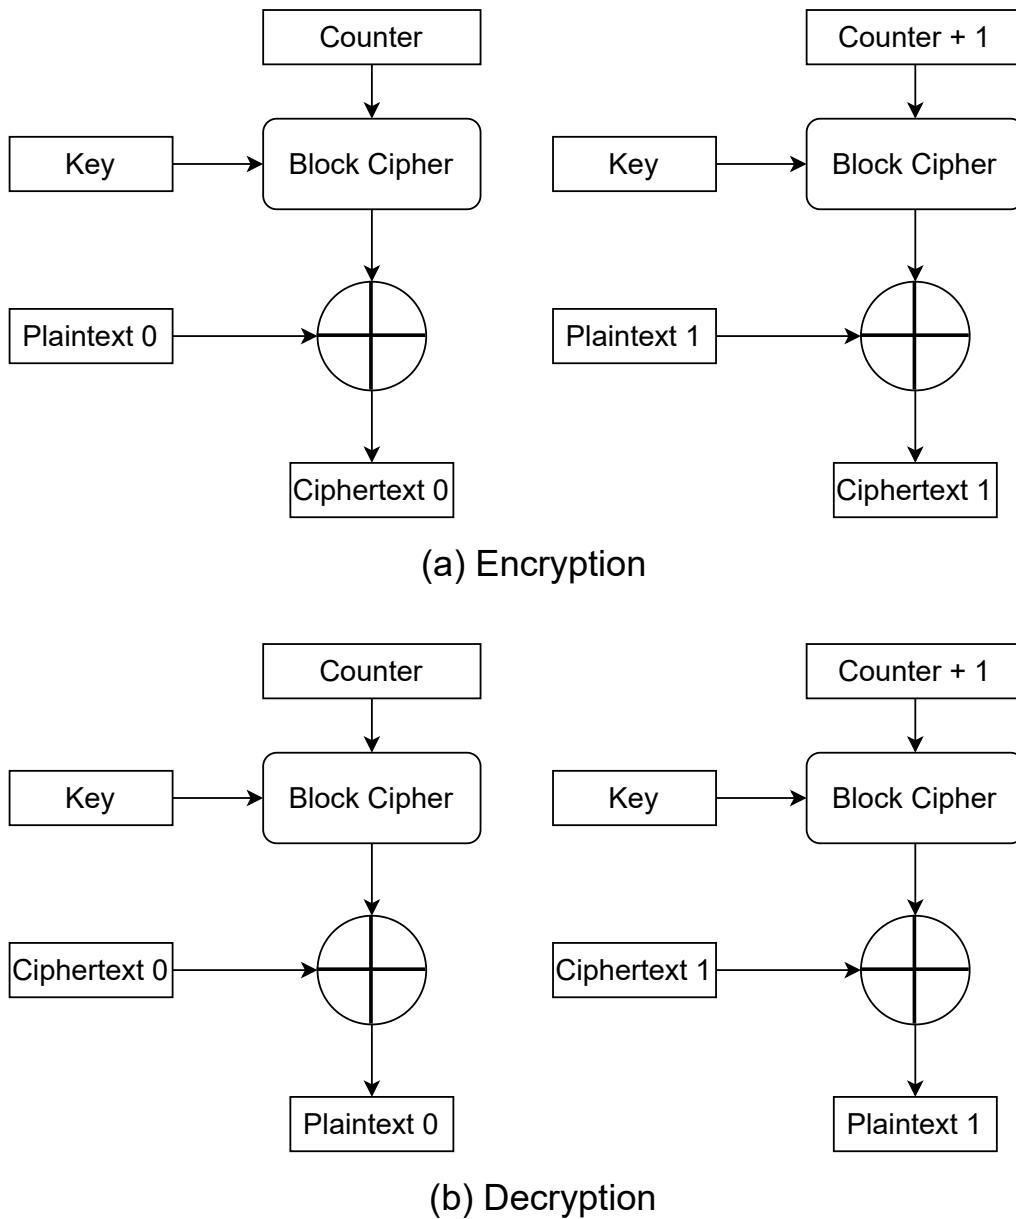 Counter
Counter + 1
Key
Block Cipher
Key
Block Cipher
Plaintext 0
Plaintext 1
Ciphertext 0
Ciphertext 1
(a) Encryption
Counter
Counter + 1
Key
Block Cipher
Key
Block Cipher
Ciphertext 0
Ciphertext 1
Plaintext 0
Plaintext 1
(b) Decryption